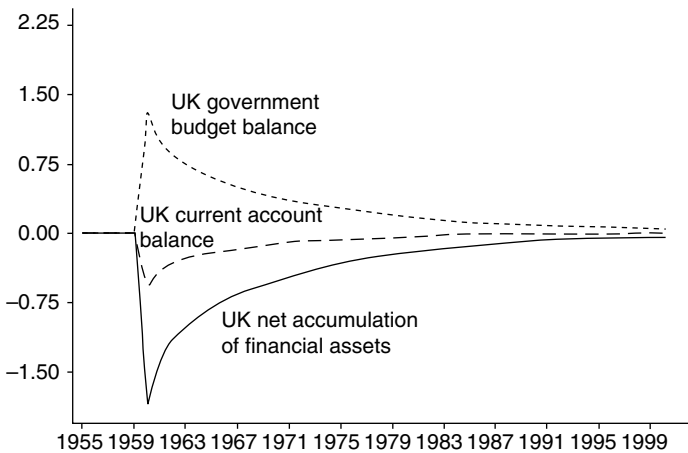 2.25
1.50
UK government
budget balance
0.75
UK current account
0.00
balance
–0.75
UK net accumulation
of financial assets
–1.50
1955 1959 1963 1967 1971 1975 1979 1983 1987 1991 1995 1999